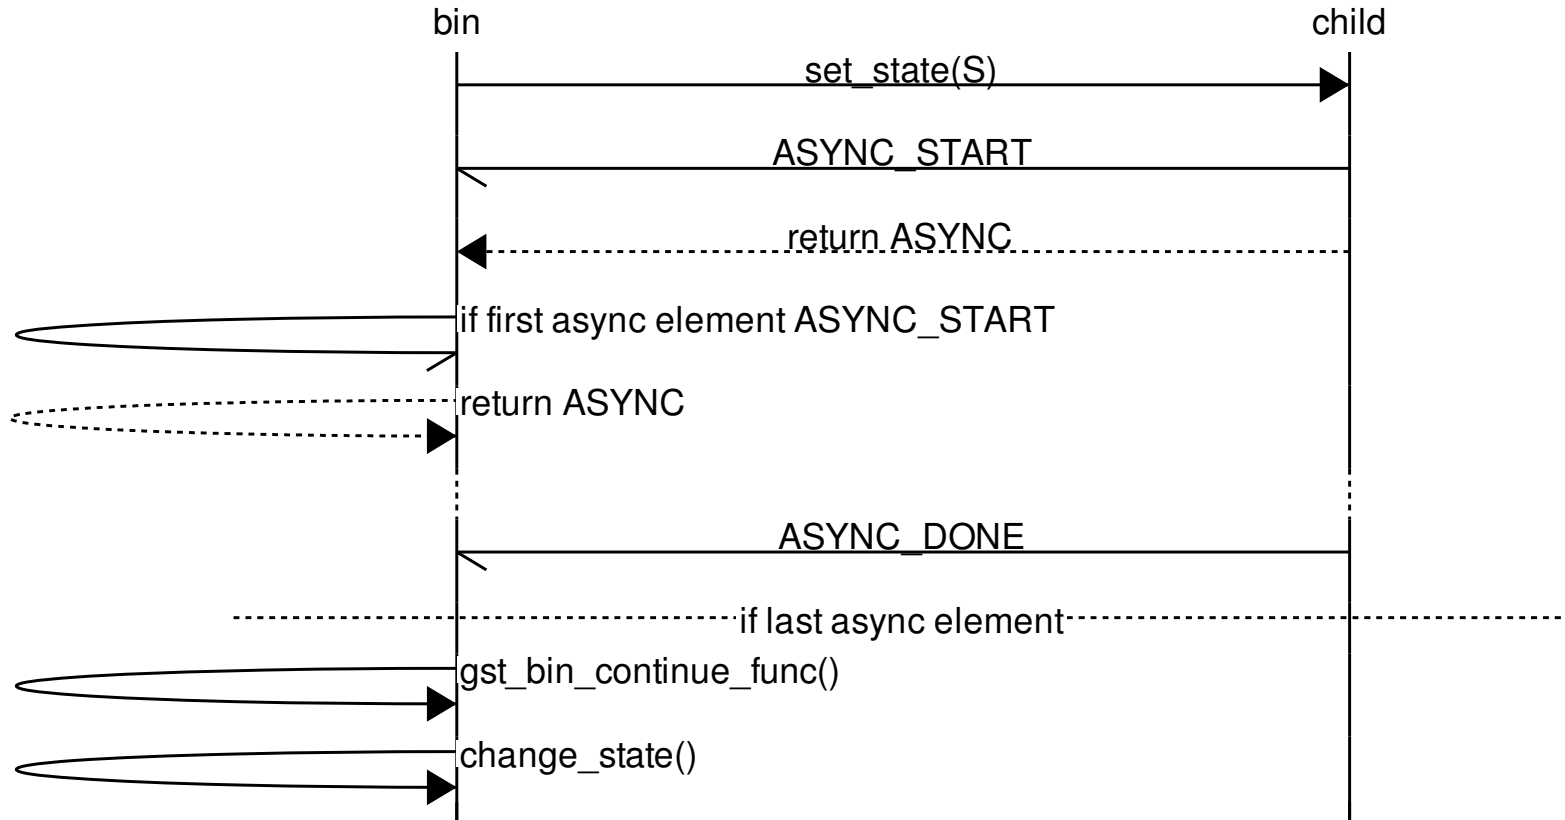 bin child
set_state(S)
ASYNC_START
return ASYNC
if first async element ASYNC_START
return ASYNC
ASYNC_DONE
if last async element
gst_bin_continue_func()
change_state()